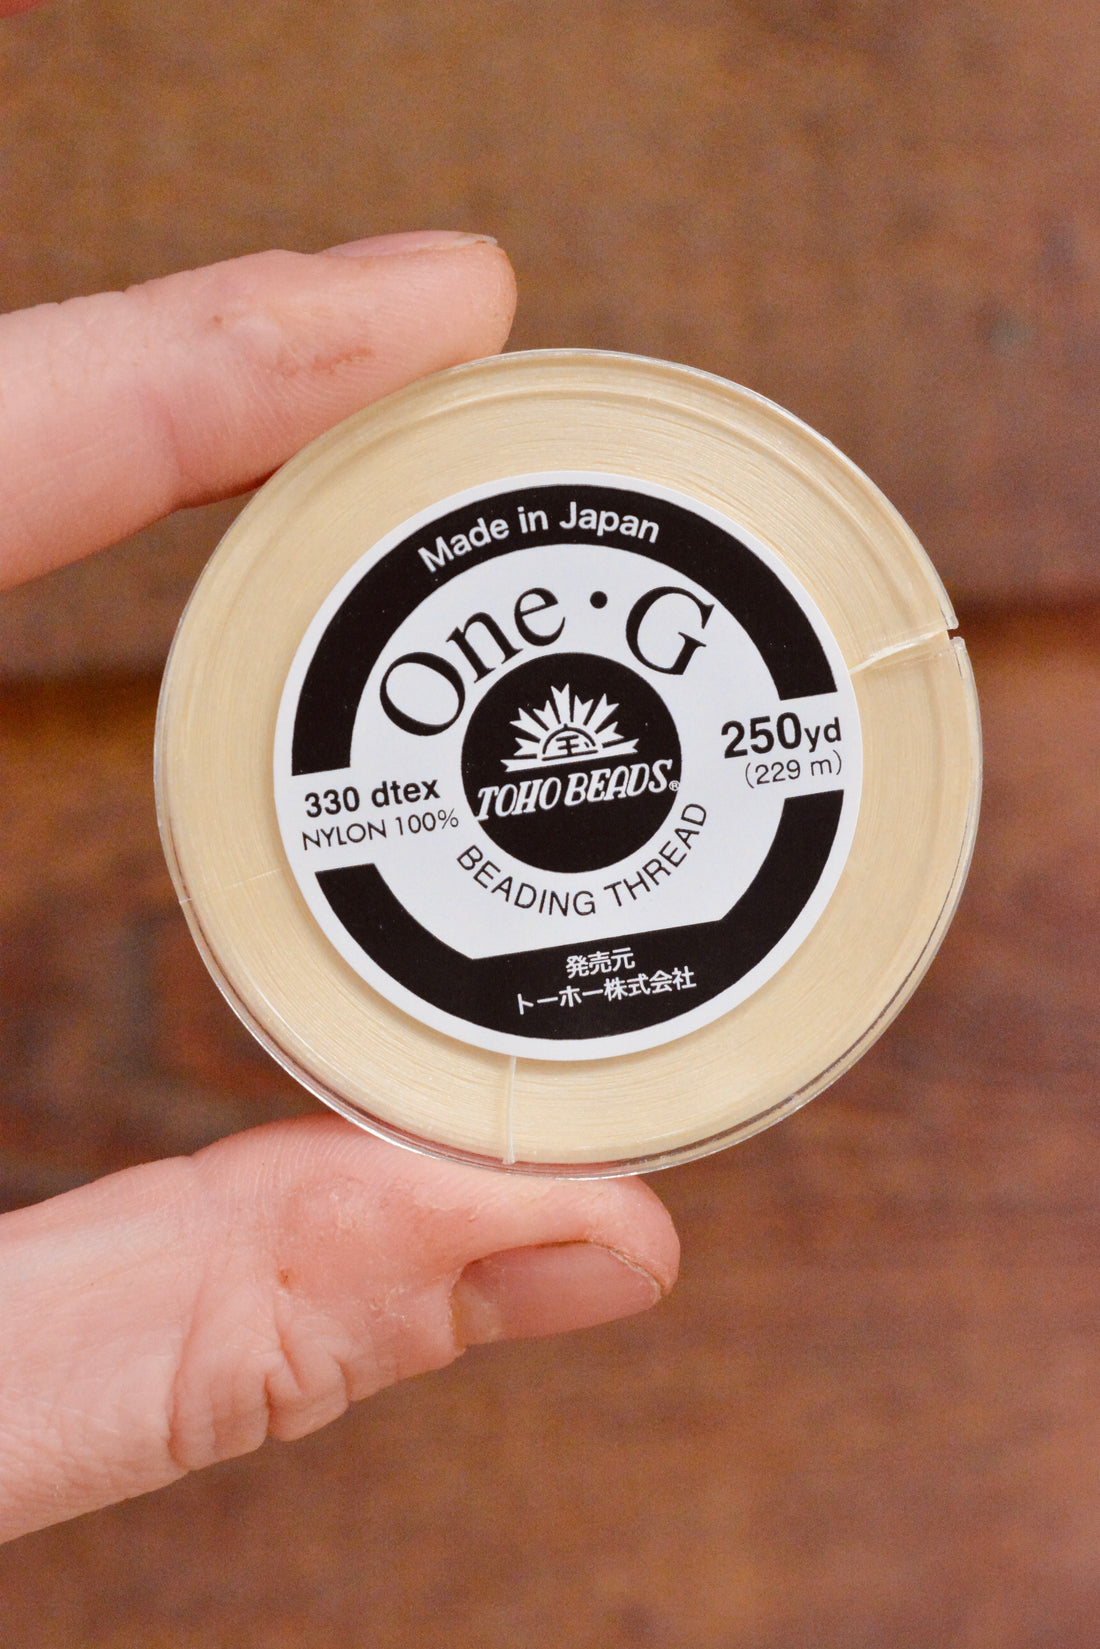 Made in Japan
One・G
玉
TOHO BEADS®
250yd
(229 m)
330 dtex
NYLON 100%
BEADING THREAD
発売元
トーホー株式会社